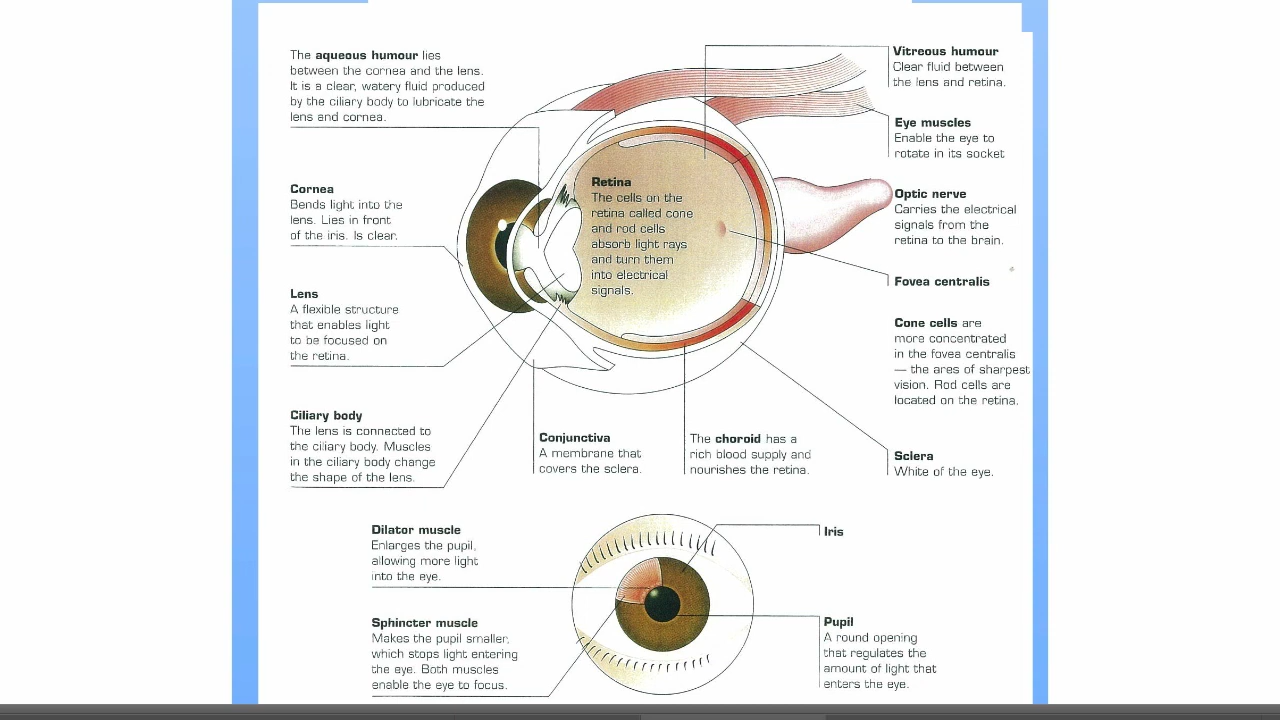 The aqueous humour lies
between the cornea and the lens.
It is a clear, watery fluid produced
by the ciliary body to lubricate the
lens and cornea.
Cornea
Bends light into the
lens. Lies in front
of the iris. Is clear.
Lens
A flexible structure
that enables light
to be focused on
the retina.
Ciliary body
The lens is connected to
the ciliary body. Muscles
in the ciliary body change
the shape of the lens.
Retina
The cells on the
retina called cone
and rod cells
absorb light rays
and turn them
into electrical
signals.
Vitreous humour
Clear fluid between
the lens and retina.
Eye muscles
Enable the eye to
rotate in its socket
Optic nerve
Carries the electrical
signals from the
retina to the brain.
Fovea centralis
Cone cells are
more concentrated
in the fovea centralis
— the ares of sharpest
vision. Rod cells are
located on the retina.
Conjunctiva
A membrane that
covers the sclera.
The choroid has a
rich blood supply and
nourishes the retina.
Sclera
White of the eye.
Dilator muscle
Enlarges the pupil,
allowing more light
into the eye.
Sphincter muscle
Makes the pupil smaller,
which stops light entering
the eye. Both muscles
enable the eye to focus.
Iris
Pupil
A round opening
that regulates the
amount of light that
enters the eye.